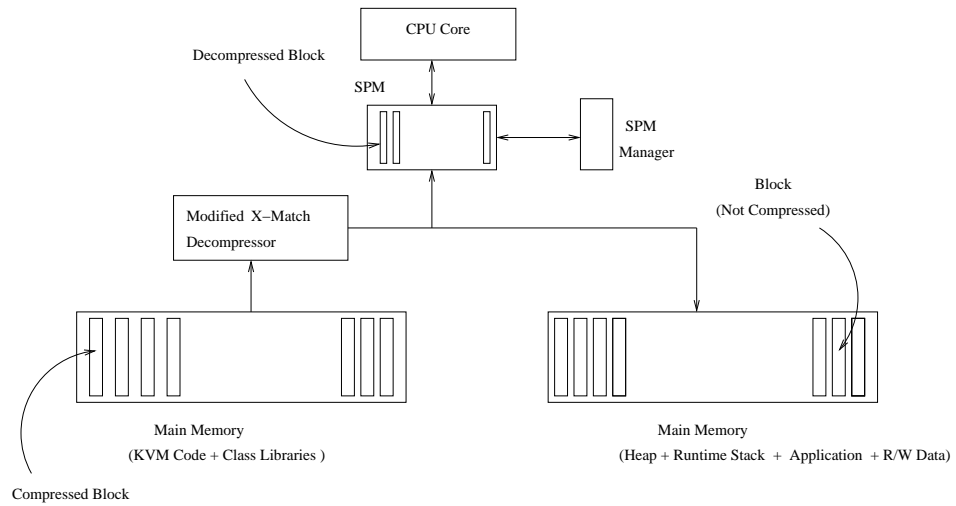 CPU Core
Decompressed Block
SPM
SPM
Manager
Block
(Not Compressed)
Modified X−Match
Decompressor
Main Memory
(KVM Code + Class Libraries )
Main Memory
(Heap + Runtime Stack + Application + R/W Data)
Compressed Block